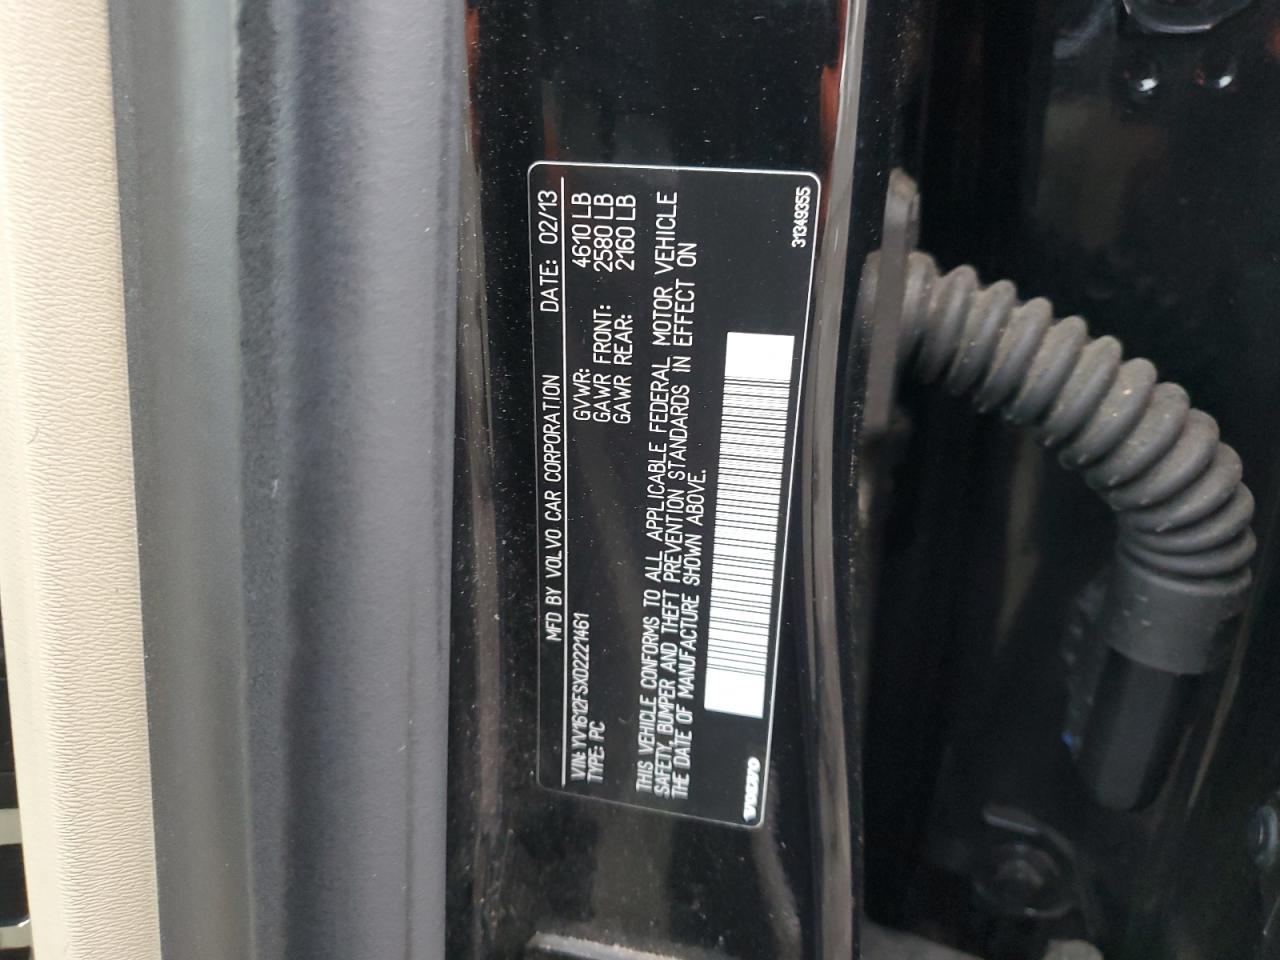 MFD BY VOLVO CAR CORPORATION DATE: 02/13
VIN: YV1612FSXD2221461 GVWR: 4610 LB
TYPE: PC GAWR FRONT: 2580 LB
GAWR REAR: 2160 LB
THIS VEHICLE CONFORMS TO ALL APPLICABLE FEDERAL MOTOR VEHICLE
SAFETY, BUMPER AND THEFT PREVENTION STANDARDS IN EFFECT ON
THE DATE OF MANUFACTURE SHOWN ABOVE.
VOLVO 31349355